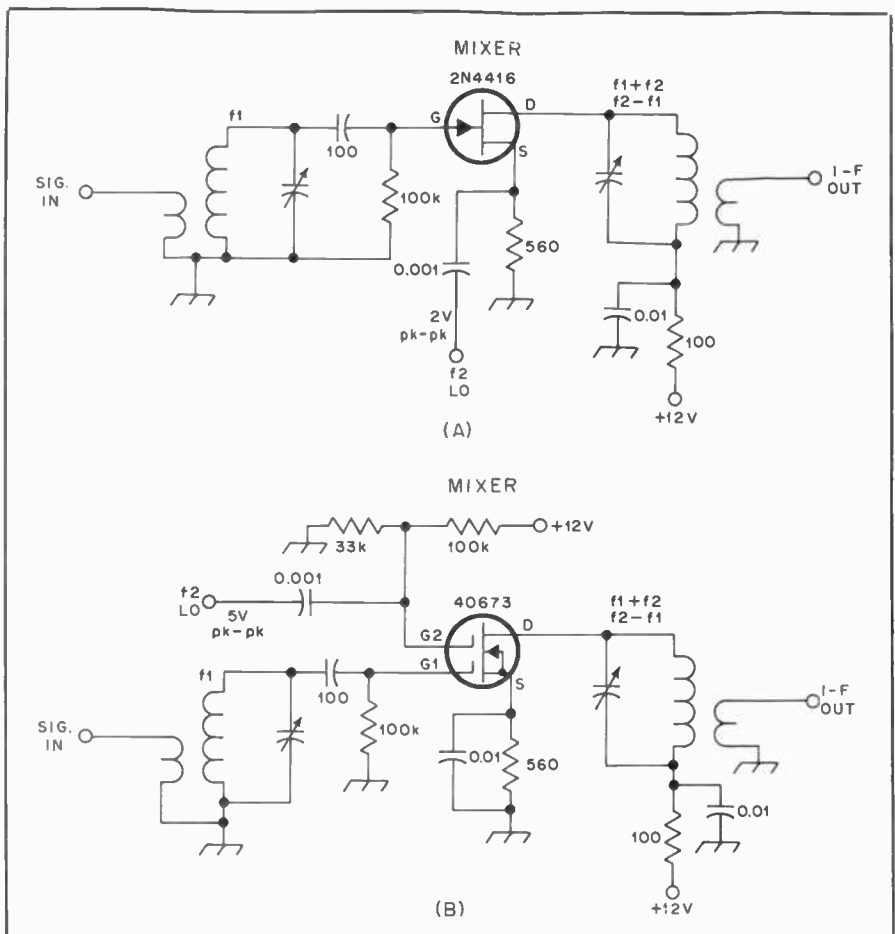 MIXER
2N4416
f1
G
D
S
f1+f2
f2-f1
100
SIG.
IN
100k
560
0.001
2V
pk-pk
f2
LO
I-F
OUT
0.01
100
+12V
(A)
MIXER
33k
100k
+12V
0.001
f2
LO
5V
pk-pk
40673
G2
G1
D
S
f1+f2
f2-f1
f1
100
SIG.
IN
100k
0.01
560
I-F
OUT
0.01
100
+12V
(B)